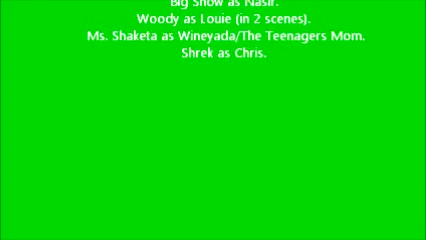 Big Show as Nasir.
Woody as Louie (in 2 scenes).
Ms. Shaketa as Wineyada/The Teenagers Mom.
Shrek as Chris.